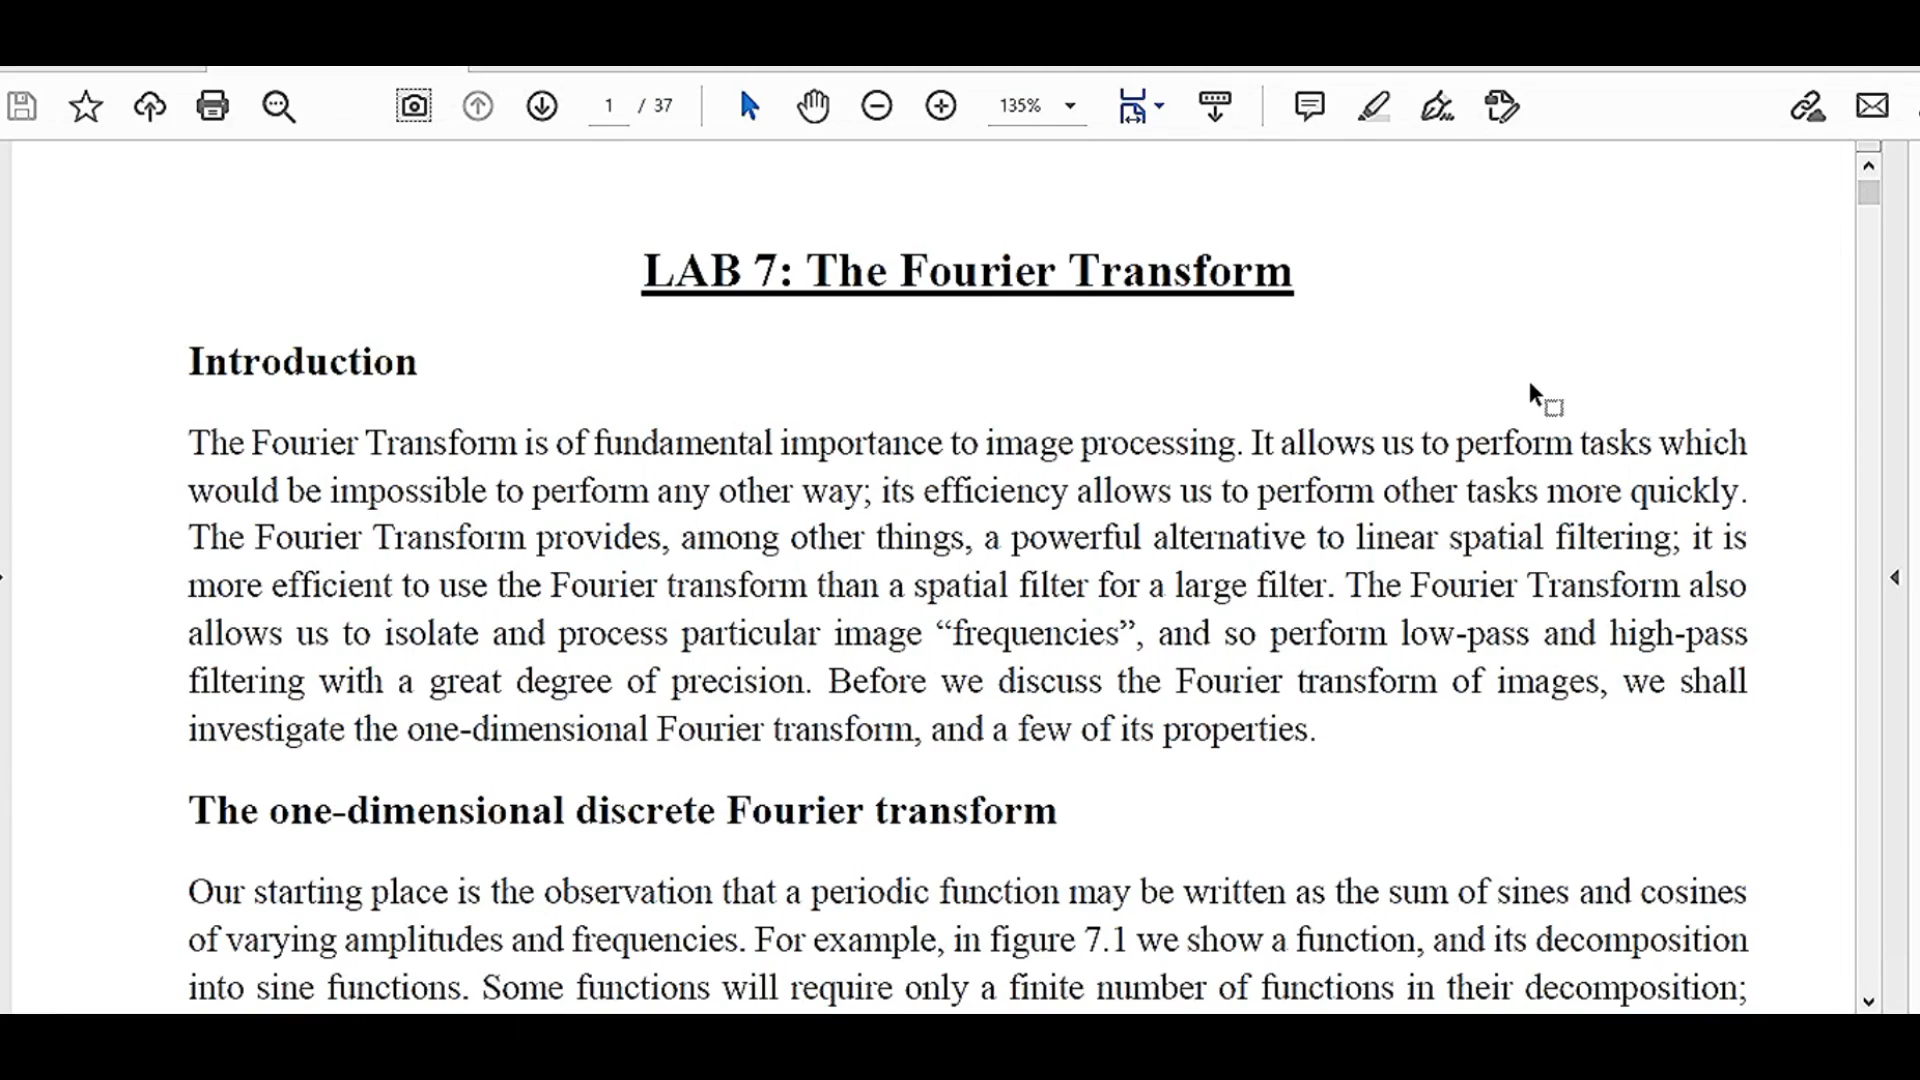 1 / 37
135%
LAB 7: The Fourier Transform
Introduction
The Fourier Transform is of fundamental importance to image processing. It allows us to perform tasks which
would be impossible to perform any other way; its efficiency allows us to perform other tasks more quickly.
The Fourier Transform provides, among other things, a powerful alternative to linear spatial filtering; it is
more efficient to use the Fourier transform than a spatial filter for a large filter. The Fourier Transform also
allows us to isolate and process particular image “frequencies”, and so perform low-pass and high-pass
filtering with a great degree of precision. Before we discuss the Fourier transform of images, we shall
investigate the one-dimensional Fourier transform, and a few of its properties.
The one-dimensional discrete Fourier transform
Our starting place is the observation that a periodic function may be written as the sum of sines and cosines
of varying amplitudes and frequencies. For example, in figure 7.1 we show a function, and its decomposition
into sine functions. Some functions will require only a finite number of functions in their decomposition;